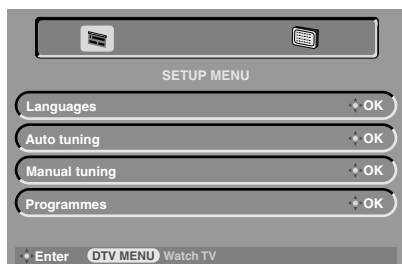 SETUP MENU
Languages OK
Auto tuning OK
Manual tuning OK
Programmes OK
Enter DTV MENU Watch TV